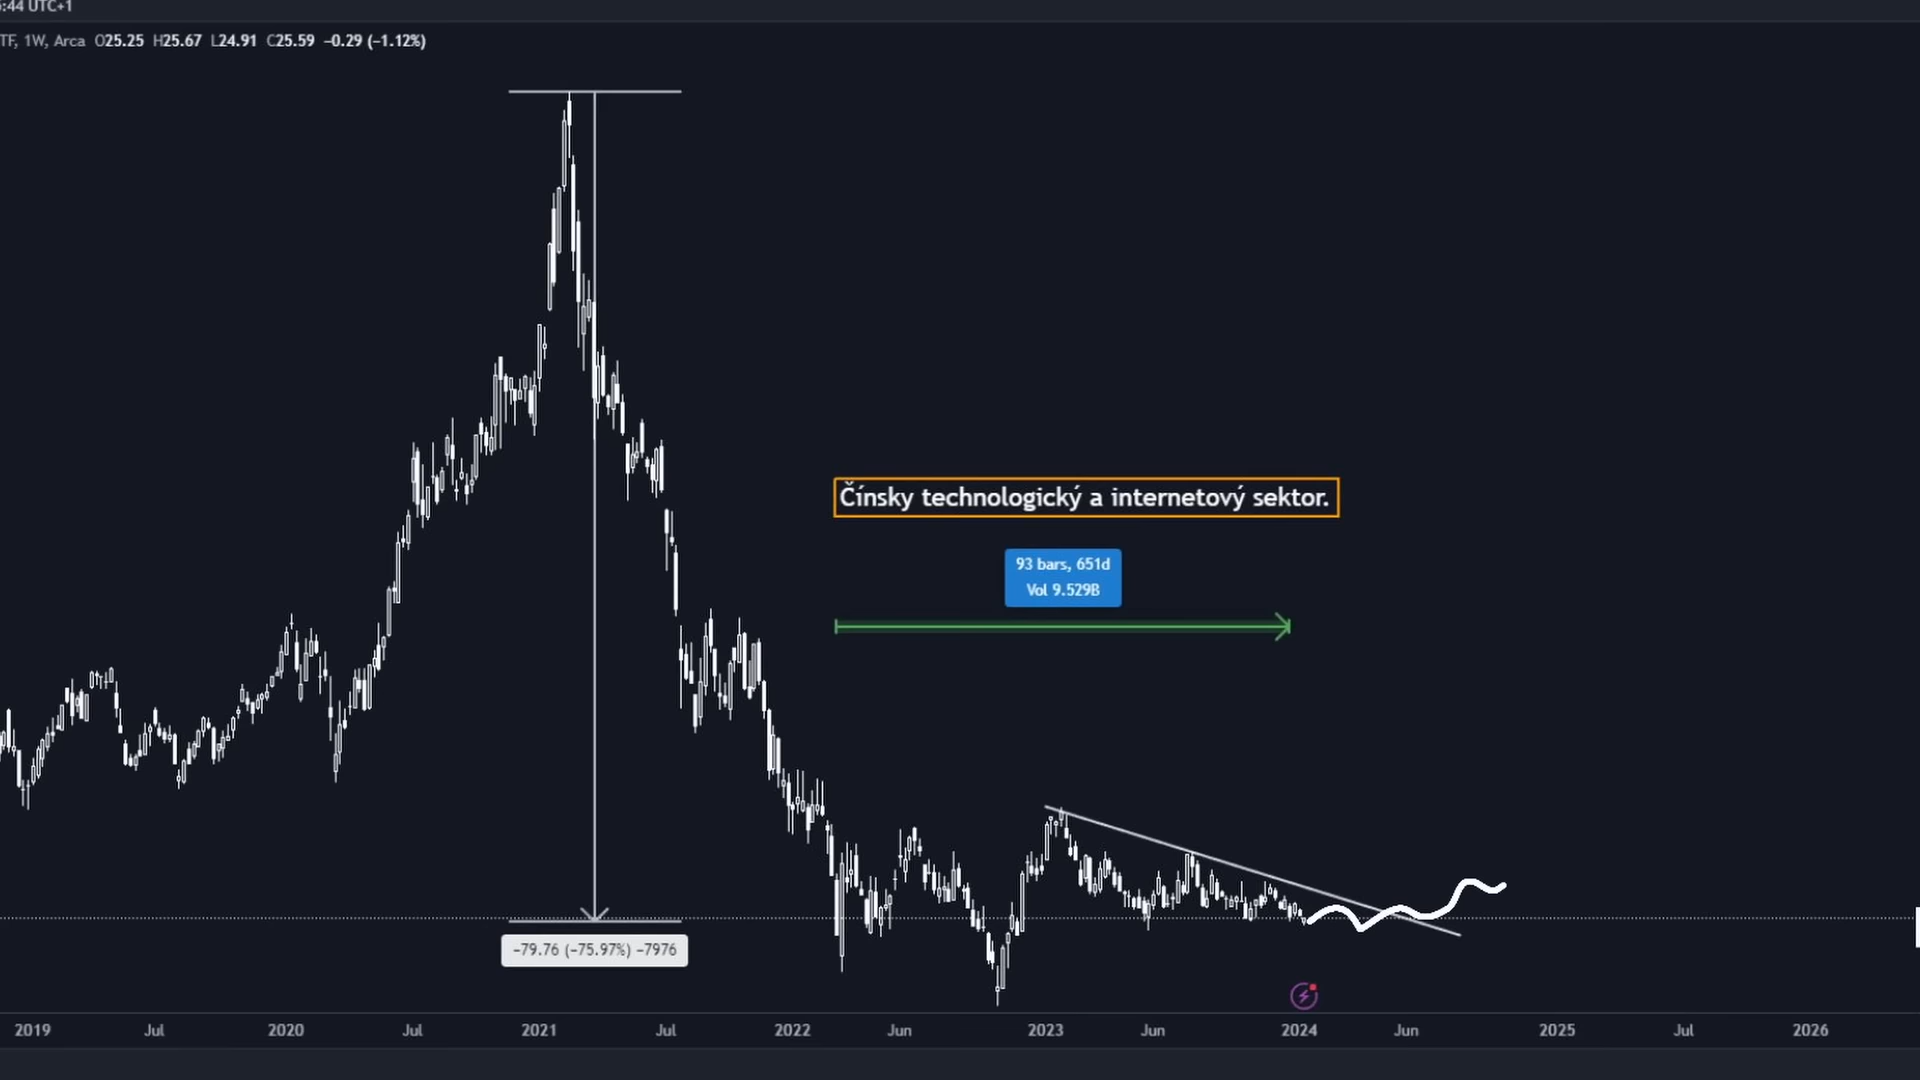 :44 UTC+1
TF, 1W, Arca O25.25 H25.67 L24.91 C25.59 −0.29 (−1.12%)
Čínsky technologický a internetový sektor.
93 bars, 651d
Vol 9.529B
−79.76 (−75.97%) −7976
2019 Jul 2020 Jul 2021 Jul 2022 Jun 2023 Jun 2024 Jun 2025 Jul 2026